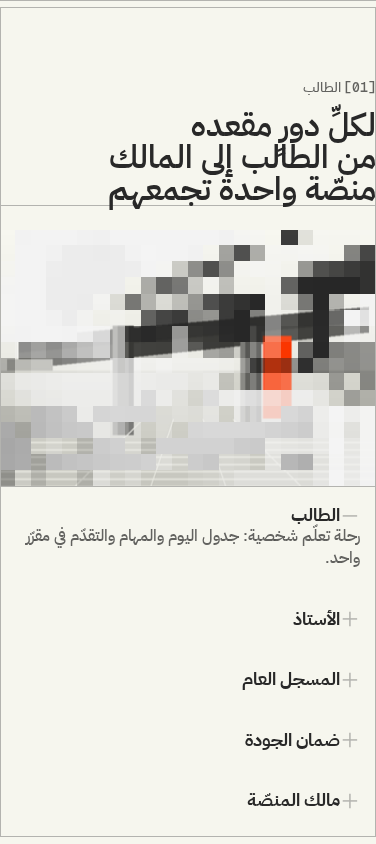 [01] الطالب
لكلِّ دورٍ مقعده
من الطالب إلى المالك
منصّة واحدة تجمعهم
الطالب
رحلة تعلّم شخصية: جدول اليوم والمهام والتقدّم في مقرّر
واحد.
الأستاذ
المسجل العام
ضمان الجودة
مالك المنصّة